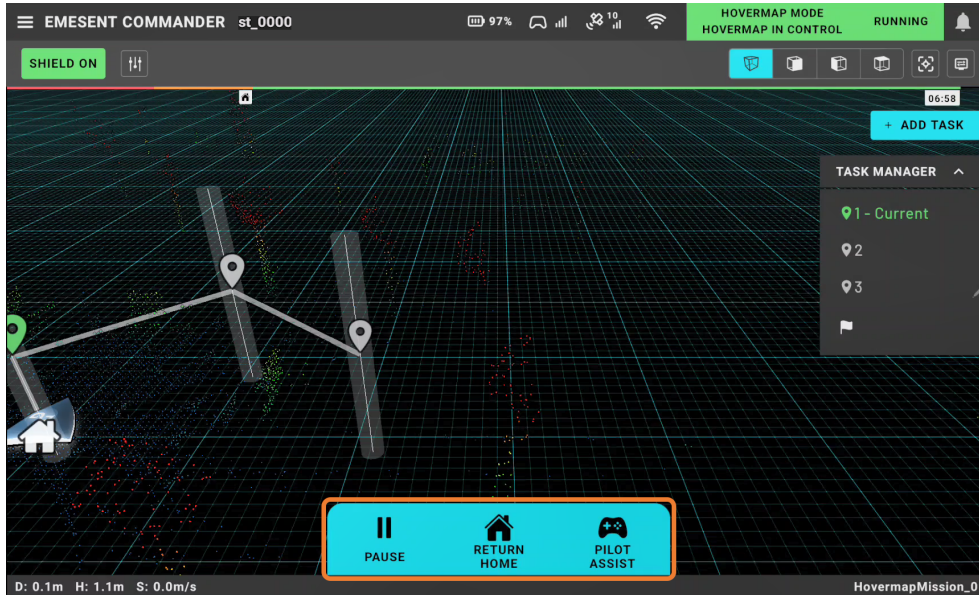 EMESENT COMMANDER st_0000
97%
10
HOVERMAP MODE
HOVERMAP IN CONTROL
RUNNING
SHIELD ON
06:58
+ ADD TASK
TASK MANAGER
1 - Current
2
3
PAUSE
RETURN
HOME
PILOT
ASSIST
D: 0.1m H: 1.1m S: 0.0m/s
HovermapMission_0